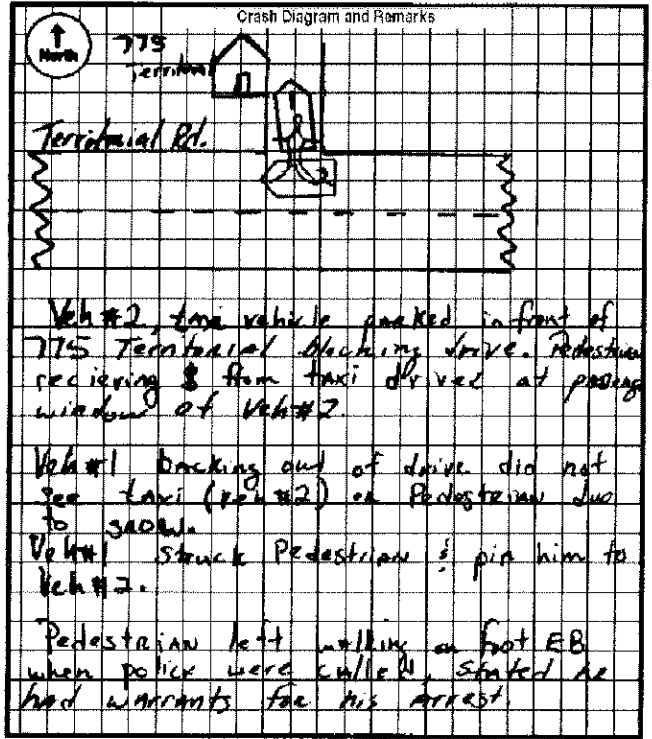 Crash Diagram and Remarks
North
775
Territorial
Territorial Rd.
1
2
Veh #2, taxi vehicle parked in front of
775 Territorial blocking drive. Pedestrian
recieving $ from taxi driver at passeng
window of Veh #2.
Veh #1 backing out of drive did not
see taxi (veh #2) or Pedestrian due
to snow.
Veh #1 struck Pedestrian & pin him to
Veh #2.
Pedestrian left walking on foot EB
when police were called, stated he
had warrants for his arrest.